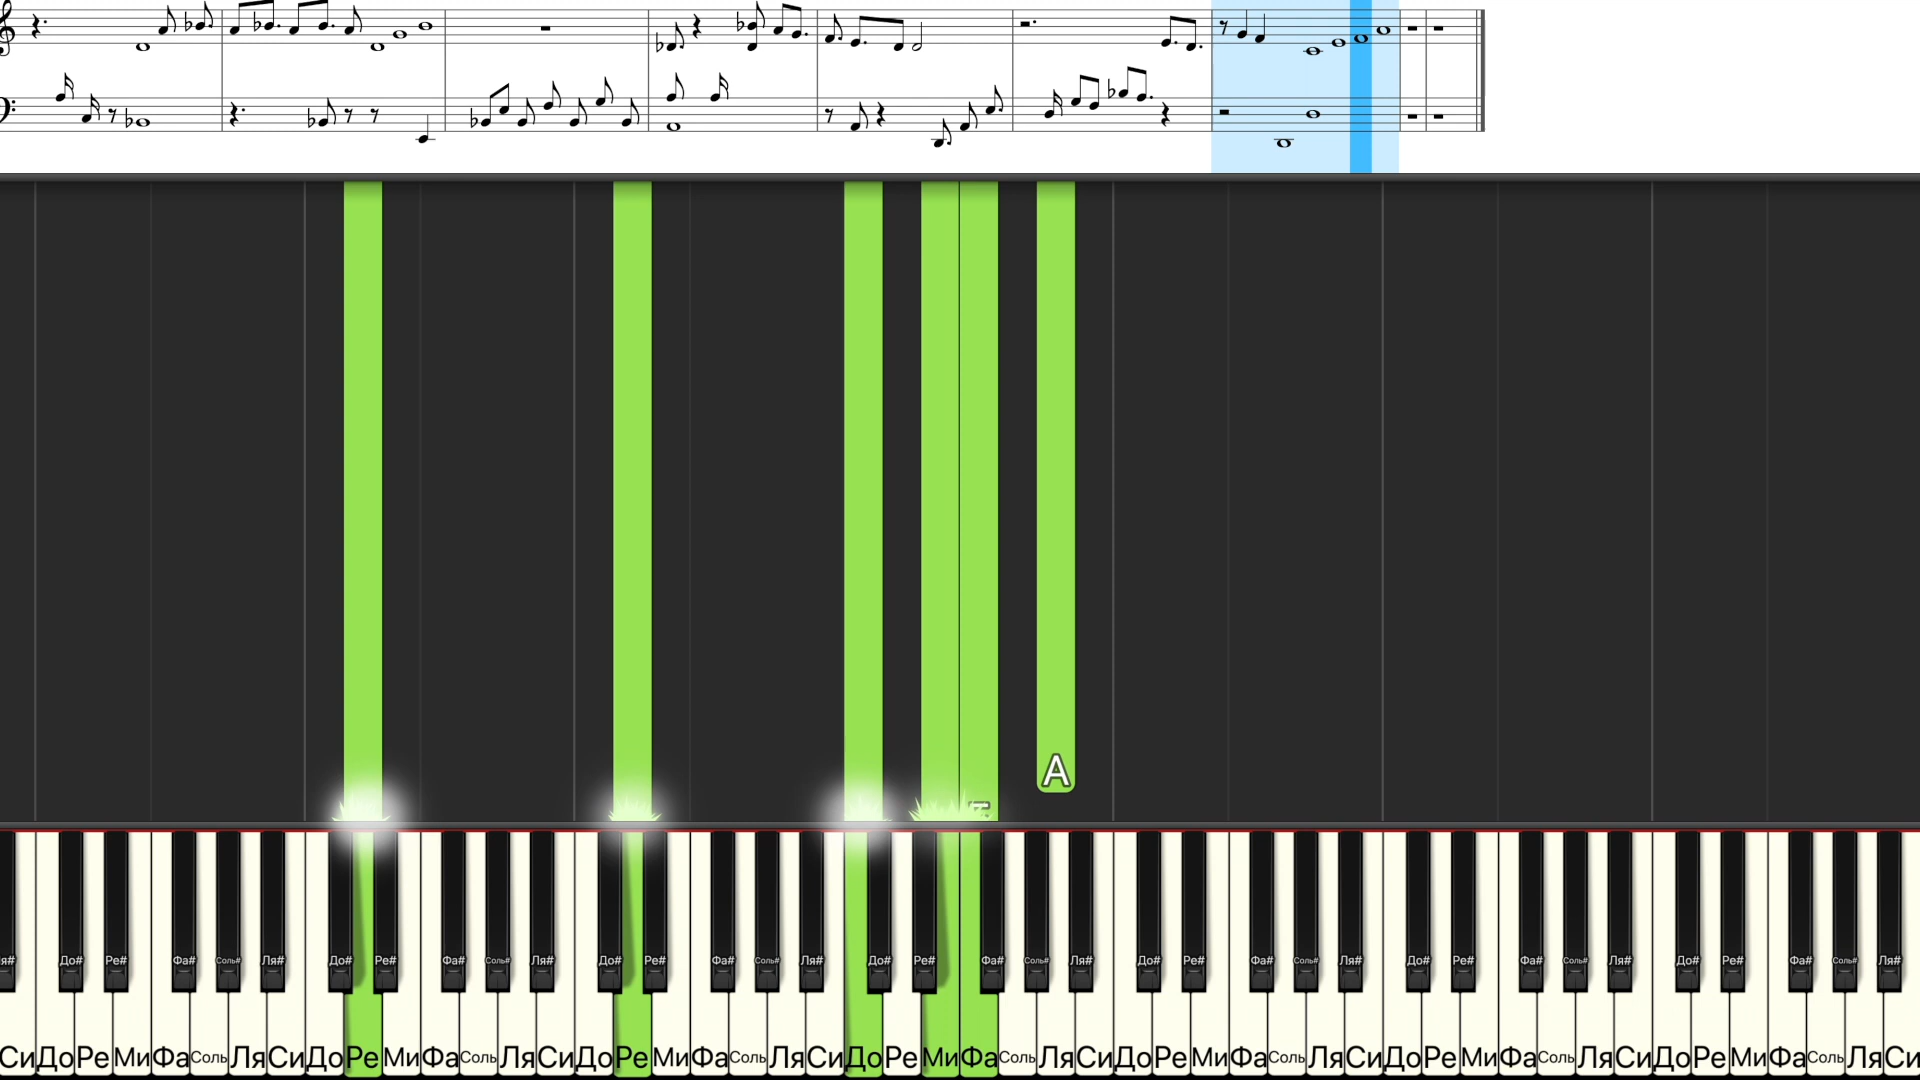 A
я# До# Ре# Фа# Соль# Ля# До# Ре# Фа# Соль# Ля# До# Ре# Фа# Соль# Ля# До# Ре# Фа# Соль# Ля# До# Ре# Фа# Соль# Ля# До# Ре# Фа# Соль# Ля# До# Ре# Фа# Соль# Ля#
Си До Ре Ми Фа Соль Ля Си До Ре Ми Фа Соль Ля Си До Ре Ми Фа Соль Ля Си До Ре Ми Фа Соль Ля Си До Ре Ми Фа Соль Ля Си До Ре Ми Фа Соль Ля Си До Ре Ми Фа Соль Ля Си